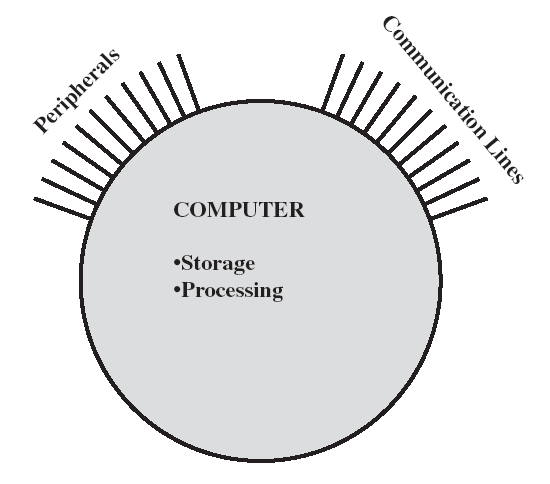 Peripherals
Communication Lines
COMPUTER
•Storage
•Processing